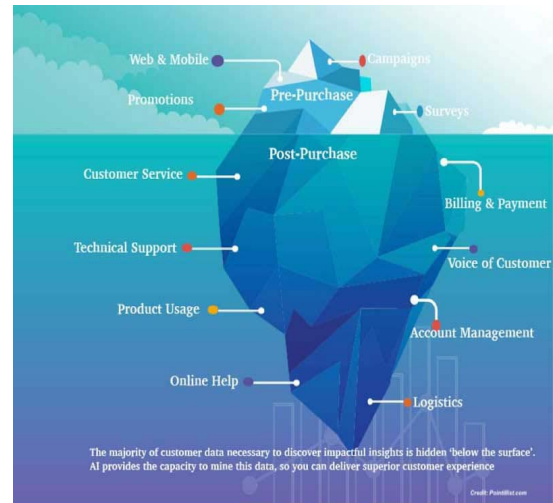 Web & Mobile
Campaigns
Pre-Purchase
Promotions
Surveys
Post-Purchase
Customer Service
Billing & Payment
Technical Support
Voice of Customer
Product Usage
Account Management
Online Help
Logistics
The majority of customer data necessary to discover impactful insights is hidden ‘below the surface’.
AI provides the capacity to mine this data, so you can deliver superior customer experience
Credit: Pointillist.com